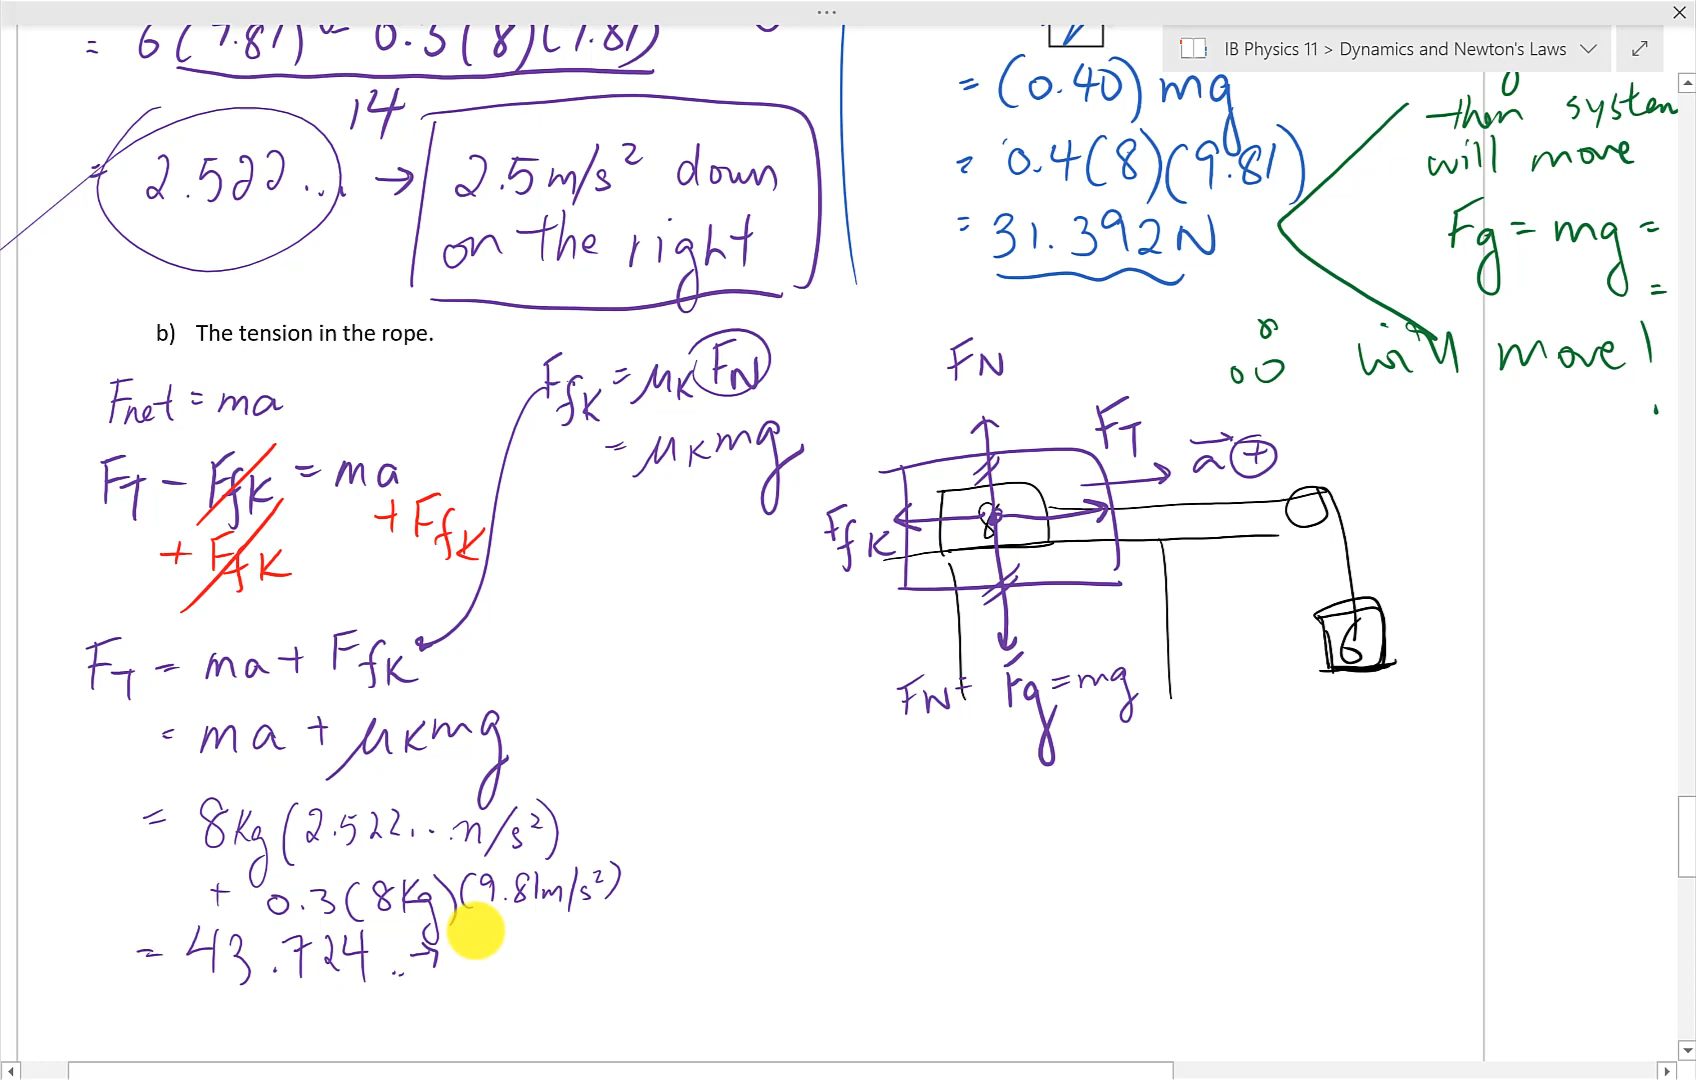 IB Physics 11 > Dynamics and Newton's Laws
= 6(9.81) - 0.3(8)(9.81)
14
= 2.522... → 2.5 m/s² down
on the right
= (0.40) mg
= 0.4(8)(9.81)
= 31.392N
then system
will move
Fg = mg =
=
∴ it will move!
b) The tension in the rope.
Fnet = ma
FT - Ffk = ma
+ Ffk + Ffk
FT = ma + Ffk
= ma + μkmg
= 8kg(2.522...m/s²)
+ 0.3(8kg)(9.81m/s²)
= 43.724.. →
Ffk = μkFN
= μkmg
FN
FT
a +
Ffk
8
6
FN = Fg = mg